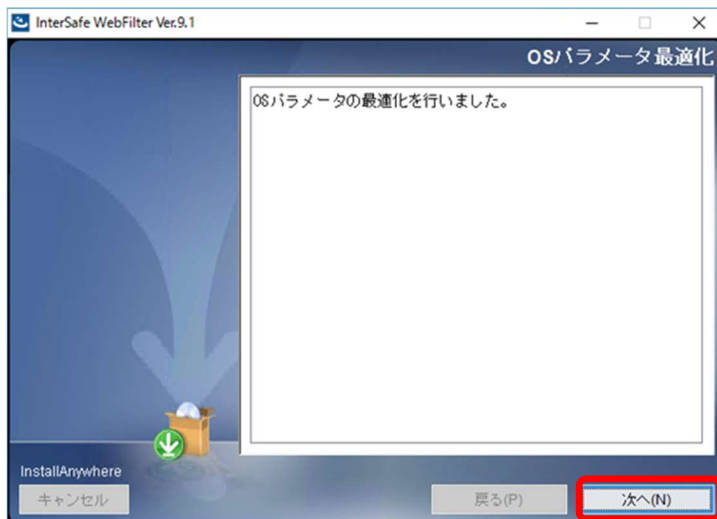 InterSafe WebFilter Ver.9.1
OSパラメータ最適化
OSパラメータの最適化を行いました。
InstallAnywhere
キャンセル
戻る(P)
次へ(N)